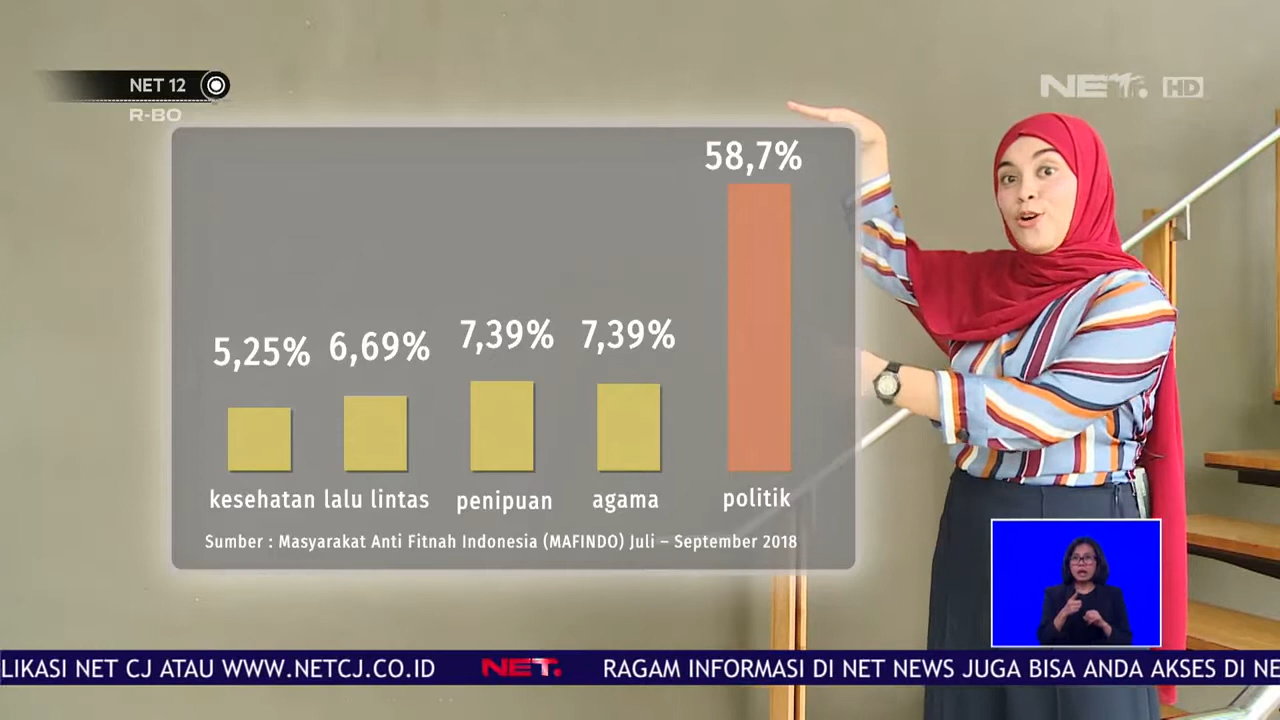 NET 12
R-BO
NET. HD
58,7%
5,25% 6,69% 7,39% 7,39%
kesehatan lalu lintas penipuan agama politik
Sumber : Masyarakat Anti Fitnah Indonesia (MAFINDO) Juli – September 2018
LIKASI NET CJ ATAU WWW.NETCJ.CO.ID NET. RAGAM INFORMASI DI NET NEWS JUGA BISA ANDA AKSES DI NE